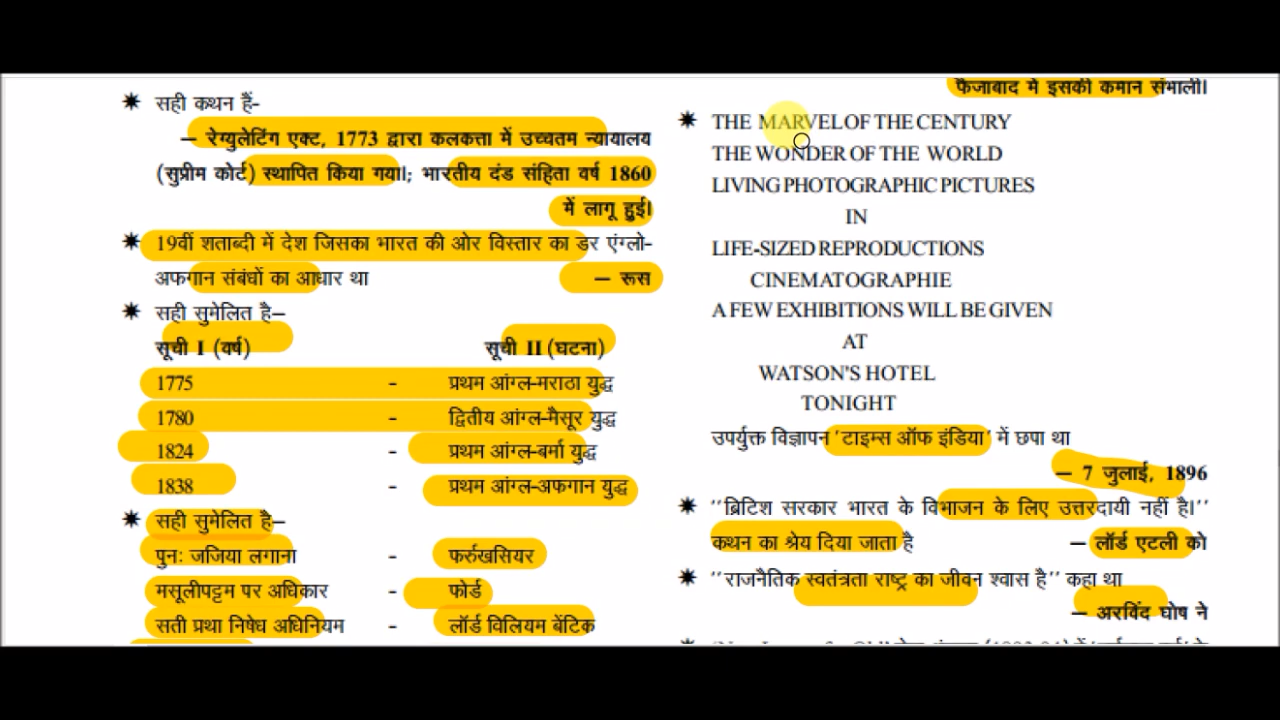 ✷ सही कथन हैं-
– रेग्युलेटिंग एक्ट, 1773 द्वारा कलकत्ता में उच्चतम न्यायालय
(सुप्रीम कोर्ट) स्थापित किया गया।; भारतीय दंड संहिता वर्ष 1860
में लागू हुई।
✷ 19वीं शताब्दी में देश जिसका भारत की ओर विस्तार का डर एंग्लो-
अफगान संबंधों का आधार था – रूस
✷ सही सुमेलित है–
सूची I (वर्ष) सूची II (घटना)
1775 - प्रथम आंग्ल-मराठा युद्ध
1780 - द्वितीय आंग्ल-मैसूर युद्ध
1824 - प्रथम आंग्ल-बर्मा युद्ध
1838 - प्रथम आंग्ल-अफगान युद्ध
✷ सही सुमेलित है–
पुनः जजिया लगाना - फर्रुखसियर
मसूलीपट्टम पर अधिकार - फोर्ड
सती प्रथा निषेध अधिनियम - लॉर्ड विलियम बेंटिक
फैजाबाद में इसकी कमान संभाली।
✷ THE MARVEL OF THE CENTURY
THE WONDER OF THE WORLD
LIVING PHOTOGRAPHIC PICTURES
IN
LIFE-SIZED REPRODUCTIONS
CINEMATOGRAPHIE
A FEW EXHIBITIONS WILL BE GIVEN
AT
WATSON'S HOTEL
TONIGHT
उपर्युक्त विज्ञापन 'टाइम्स ऑफ इंडिया' में छपा था
– 7 जुलाई, 1896
✷ ''ब्रिटिश सरकार भारत के विभाजन के लिए उत्तरदायी नहीं है।''
कथन का श्रेय दिया जाता है – लॉर्ड एटली को
✷ ''राजनैतिक स्वतंत्रता राष्ट्र का जीवन श्वास है'' कहा था
– अरविंद घोष ने